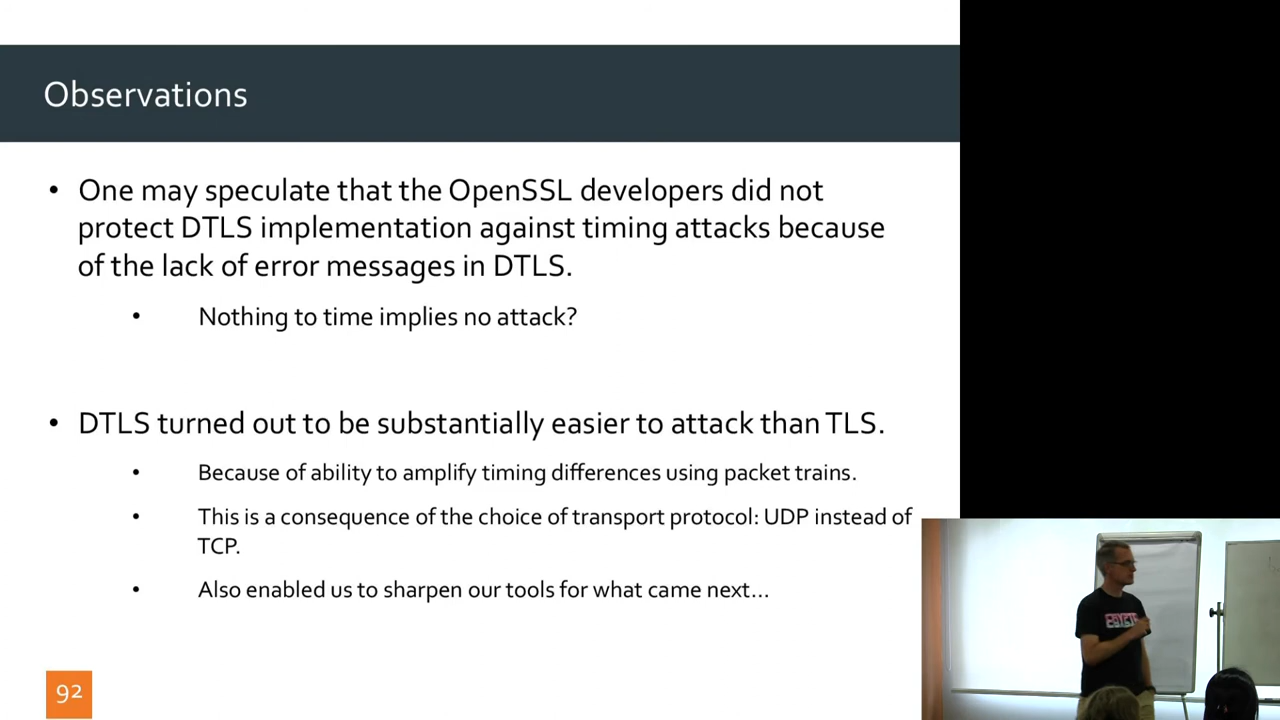 Observations
• One may speculate that the OpenSSL developers did not
protect DTLS implementation against timing attacks because
of the lack of error messages in DTLS.
• Nothing to time implies no attack?
• DTLS turned out to be substantially easier to attack than TLS.
• Because of ability to amplify timing differences using packet trains.
• This is a consequence of the choice of transport protocol: UDP instead of
TCP.
• Also enabled us to sharpen our tools for what came next...
92